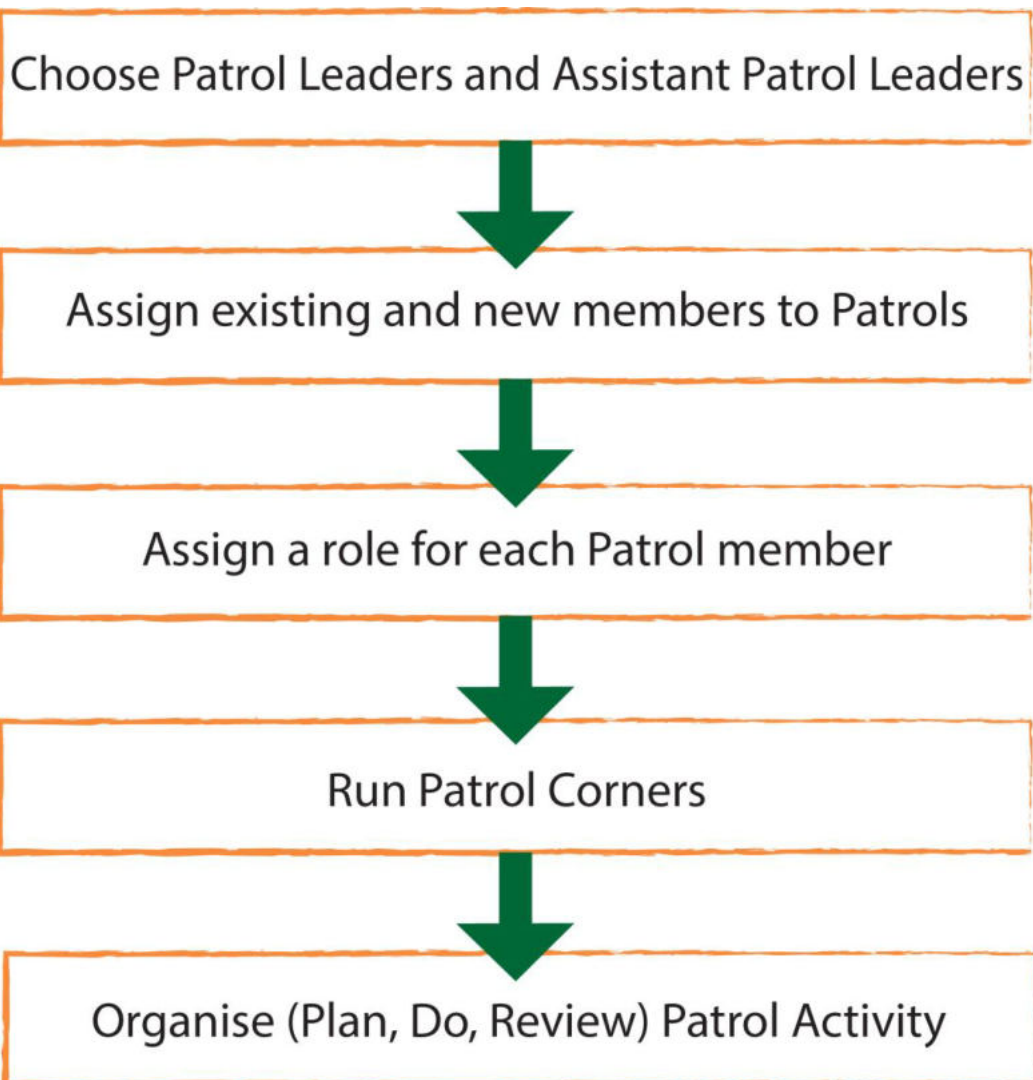 Choose Patrol Leaders and Assistant Patrol Leaders
Assign existing and new members to Patrols
Assign a role for each Patrol member
Run Patrol Corners
Organise (Plan, Do, Review) Patrol Activity